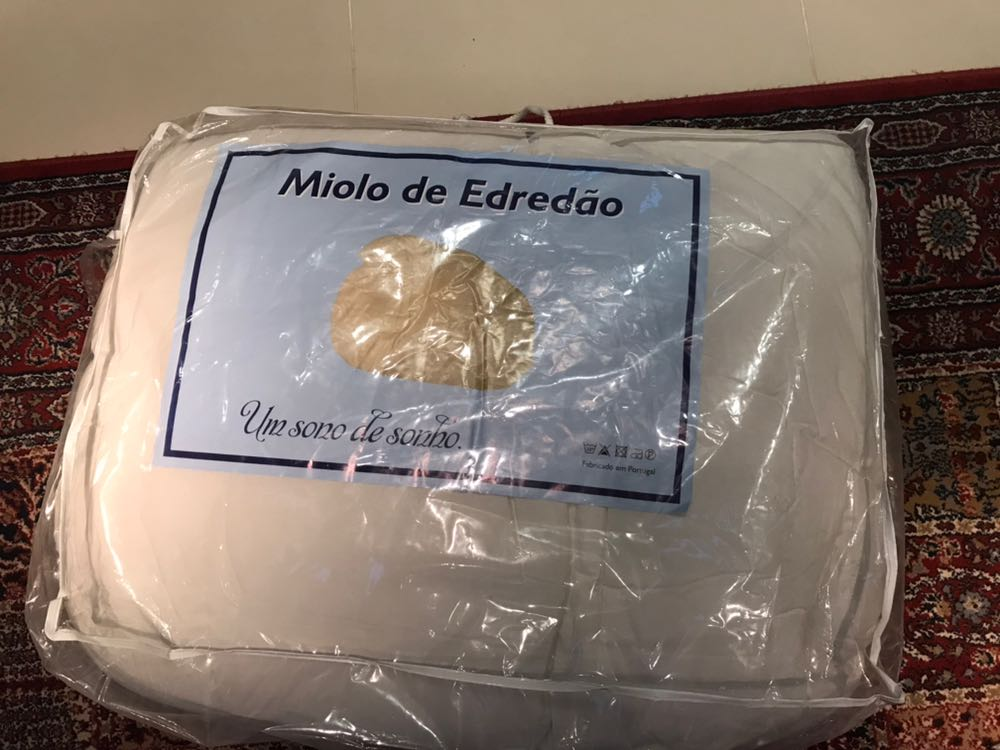 Miolo de Edredão
Um sono de sonho.
Fabricado em Portugal